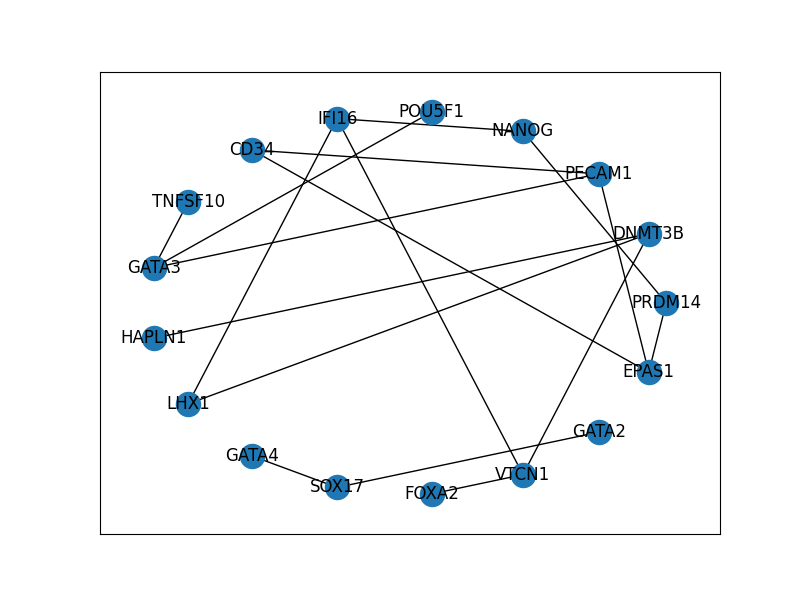 POU5F1
IFI16
NANOG
CD34
PECAM1
TNFSF10
DNMT3B
GATA3
PRDM14
HAPLN1
EPAS1
LHX1
GATA2
GATA4
VTCN1
SOX17
FOXA2